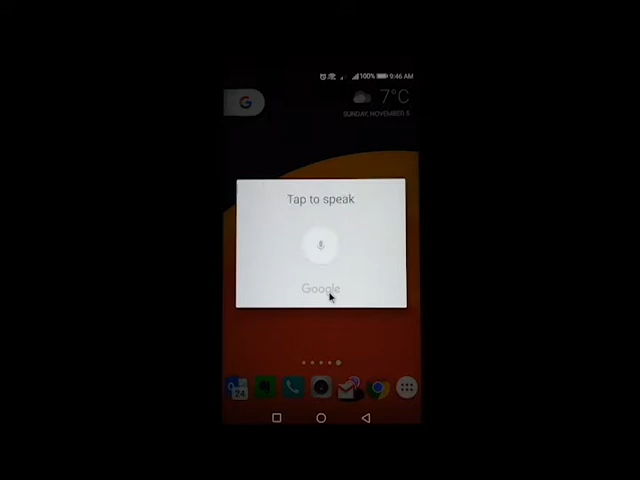 100% 9:46 AM
7°C
SUNDAY, NOVEMBER 5
G
Tap to speak
Google
24